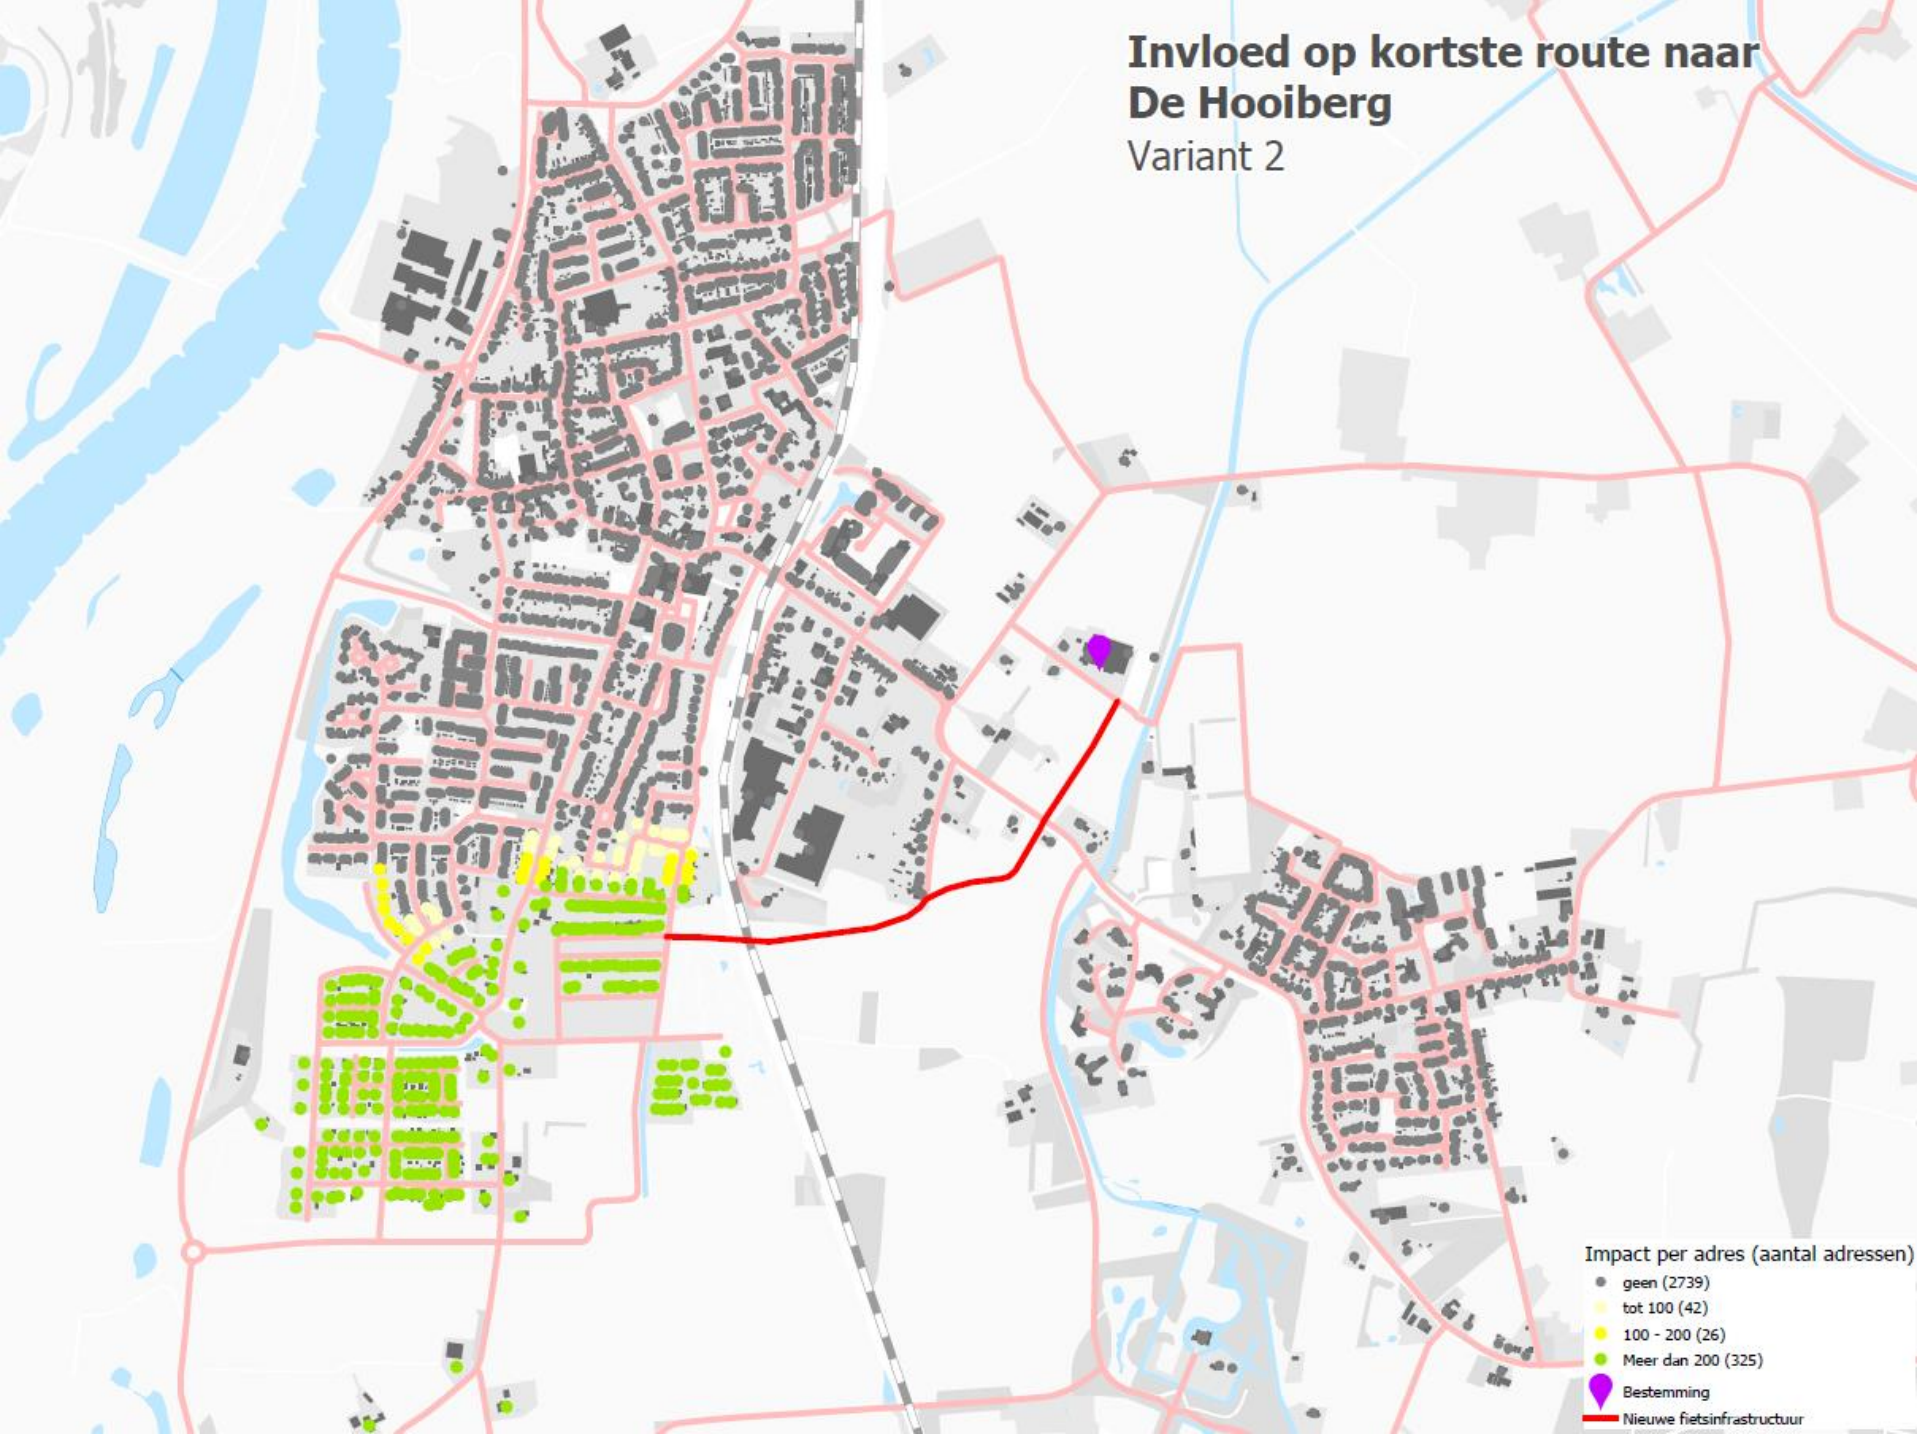 Invloed op kortste route naar
De Hooiberg
Variant 2
Impact per adres (aantal adressen)
geen (2739)
tot 100 (42)
100 - 200 (26)
Meer dan 200 (325)
Bestemming
Nieuwe fietsinfrastructuur